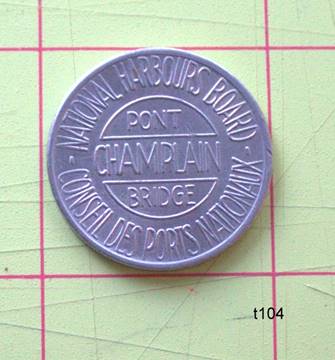 - NATIONAL HARBOURS BOARD -
PONT
CHAMPLAIN
BRIDGE
CONSEIL DES PORTS NATIONAUX
t104